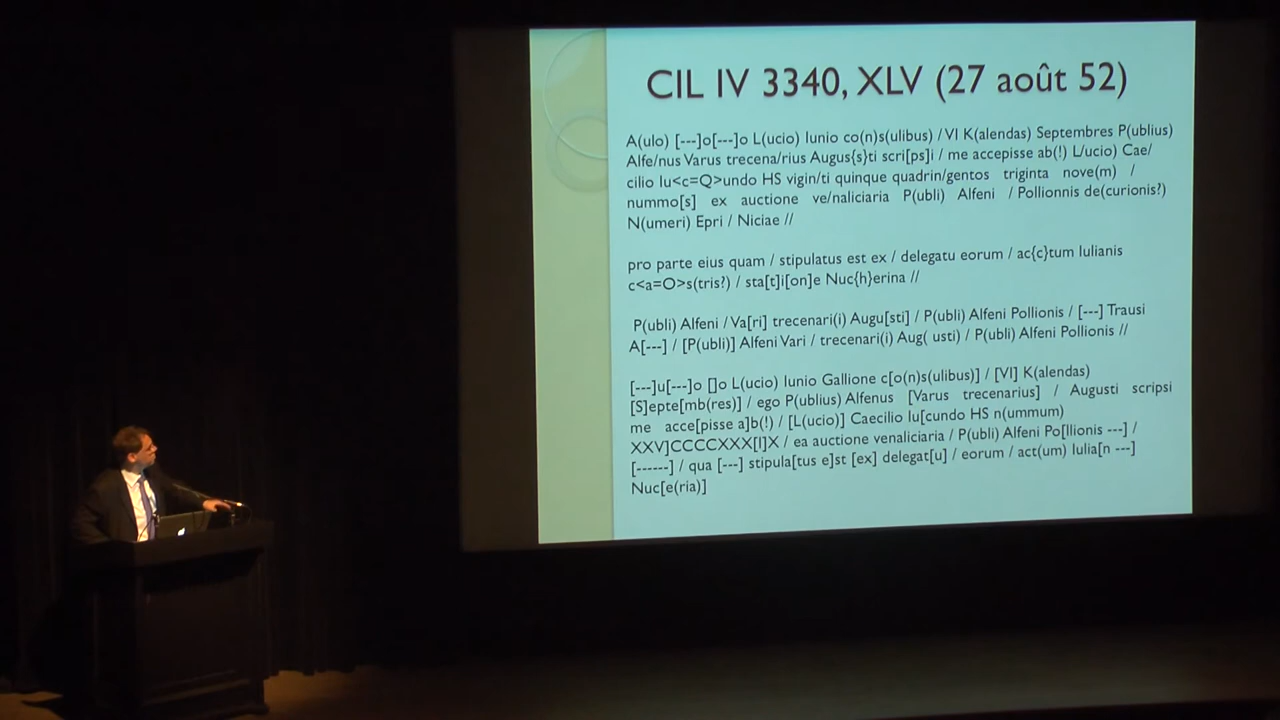 CIL IV 3340, XLV (27 août 52)
A(ulo) [---]o[---]o L(ucio) Iunio co(n)s(ulibus) / VI K(alendas) Septembres P(ublius)
Alfe/nus Varus trecena/rius Augus{s}ti scri[ps]i / me accepisse ab(!) L/ucio) Cae/
cilio Iu<c=Q>undo HS vigin/ti quinque quadrin/gentos triginta nove(m) /
nummo[s] ex auctione ve/naliciaria P(ubli) Alfeni / Pollionnis de(curionis?)
N(umeri) Epri / Niciae //
pro parte eius quam / stipulatus est ex / delegatu eorum / ac{c}tum Iulianis
c<a=O>s(tris?) / sta[t]i[on]e Nuc{h}erina //
P(ubli) Alfeni / Va[ri] trecenari(i) Augu[sti] / P(ubli) Alfeni Pollionis / [---] Trausi
A[---] / [P(ubli)] Alfeni Vari / trecenari(i) Aug( usti) / P(ubli) Alfeni Pollionis //
[---]u[---]o []o L(ucio) Iunio Gallione c[o(n)s(ulibus)] / [VI] K(alendas)
[S]epte[mb(res)] / ego P(ublius) Alfenus [Varus trecenarius] / Augusti scripsi
me acce[pisse a]b(!) / [L(ucio)] Caecilio Iu[cundo HS n(ummum)
XXV]CCCCXXX[I]X / ea auctione venaliciaria / P(ubli) Alfeni Po[llionis ---] /
[------] / qua [---] stipula[tus e]st [ex] delegat[u] / eorum / act(um) Iulia[n ---]
Nuc[e(ria)]